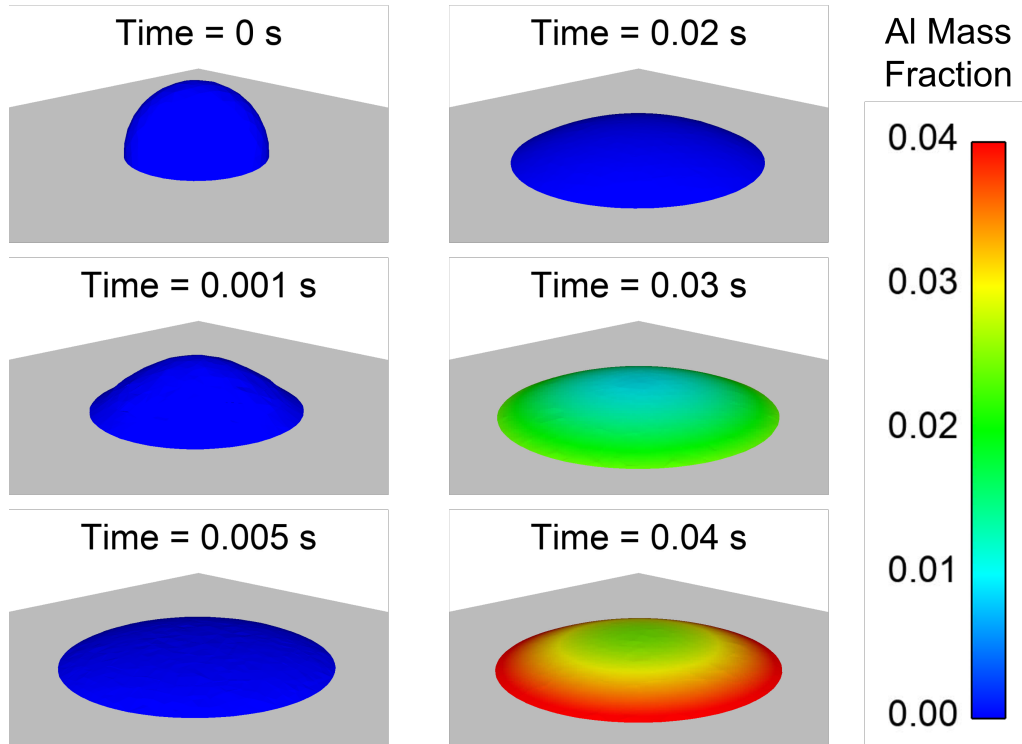 Time = 0 s
Time = 0.02 s
Time = 0.001 s
Time = 0.03 s
Time = 0.005 s
Time = 0.04 s
Al Mass
Fraction
0.04
0.03
0.02
0.01
0.00